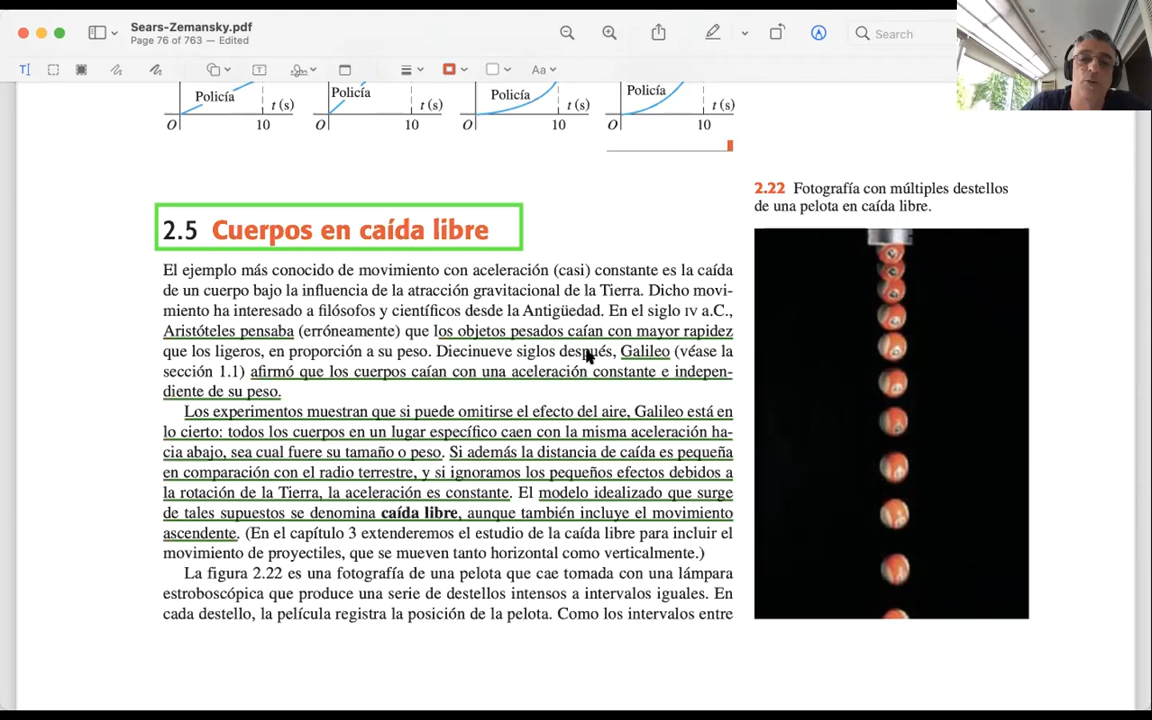 Sears-Zemansky.pdf
Page 76 of 763 — Edited
Search
Aa
Policía
Policía
Policía
Policía
t (s)
t (s)
t (s)
t (s)
O
10
O
10
O
10
O
10
2.22 Fotografía con múltiples destellos
de una pelota en caída libre.
2.5 Cuerpos en caída libre
El ejemplo más conocido de movimiento con aceleración (casi) constante es la caída
de un cuerpo bajo la influencia de la atracción gravitacional de la Tierra. Dicho movi-
miento ha interesado a filósofos y científicos desde la Antigüedad. En el siglo IV a.C.,
Aristóteles pensaba (erróneamente) que los objetos pesados caían con mayor rapidez
que los ligeros, en proporción a su peso. Diecinueve siglos después, Galileo (véase la
sección 1.1) afirmó que los cuerpos caían con una aceleración constante e indepen-
diente de su peso.
Los experimentos muestran que si puede omitirse el efecto del aire, Galileo está en
lo cierto: todos los cuerpos en un lugar específico caen con la misma aceleración ha-
cia abajo, sea cual fuere su tamaño o peso. Si además la distancia de caída es pequeña
en comparación con el radio terrestre, y si ignoramos los pequeños efectos debidos a
la rotación de la Tierra, la aceleración es constante. El modelo idealizado que surge
de tales supuestos se denomina caída libre, aunque también incluye el movimiento
ascendente. (En el capítulo 3 extenderemos el estudio de la caída libre para incluir el
movimiento de proyectiles, que se mueven tanto horizontal como verticalmente.)
La figura 2.22 es una fotografía de una pelota que cae tomada con una lámpara
estroboscópica que produce una serie de destellos intensos a intervalos iguales. En
cada destello, la película registra la posición de la pelota. Como los intervalos entre